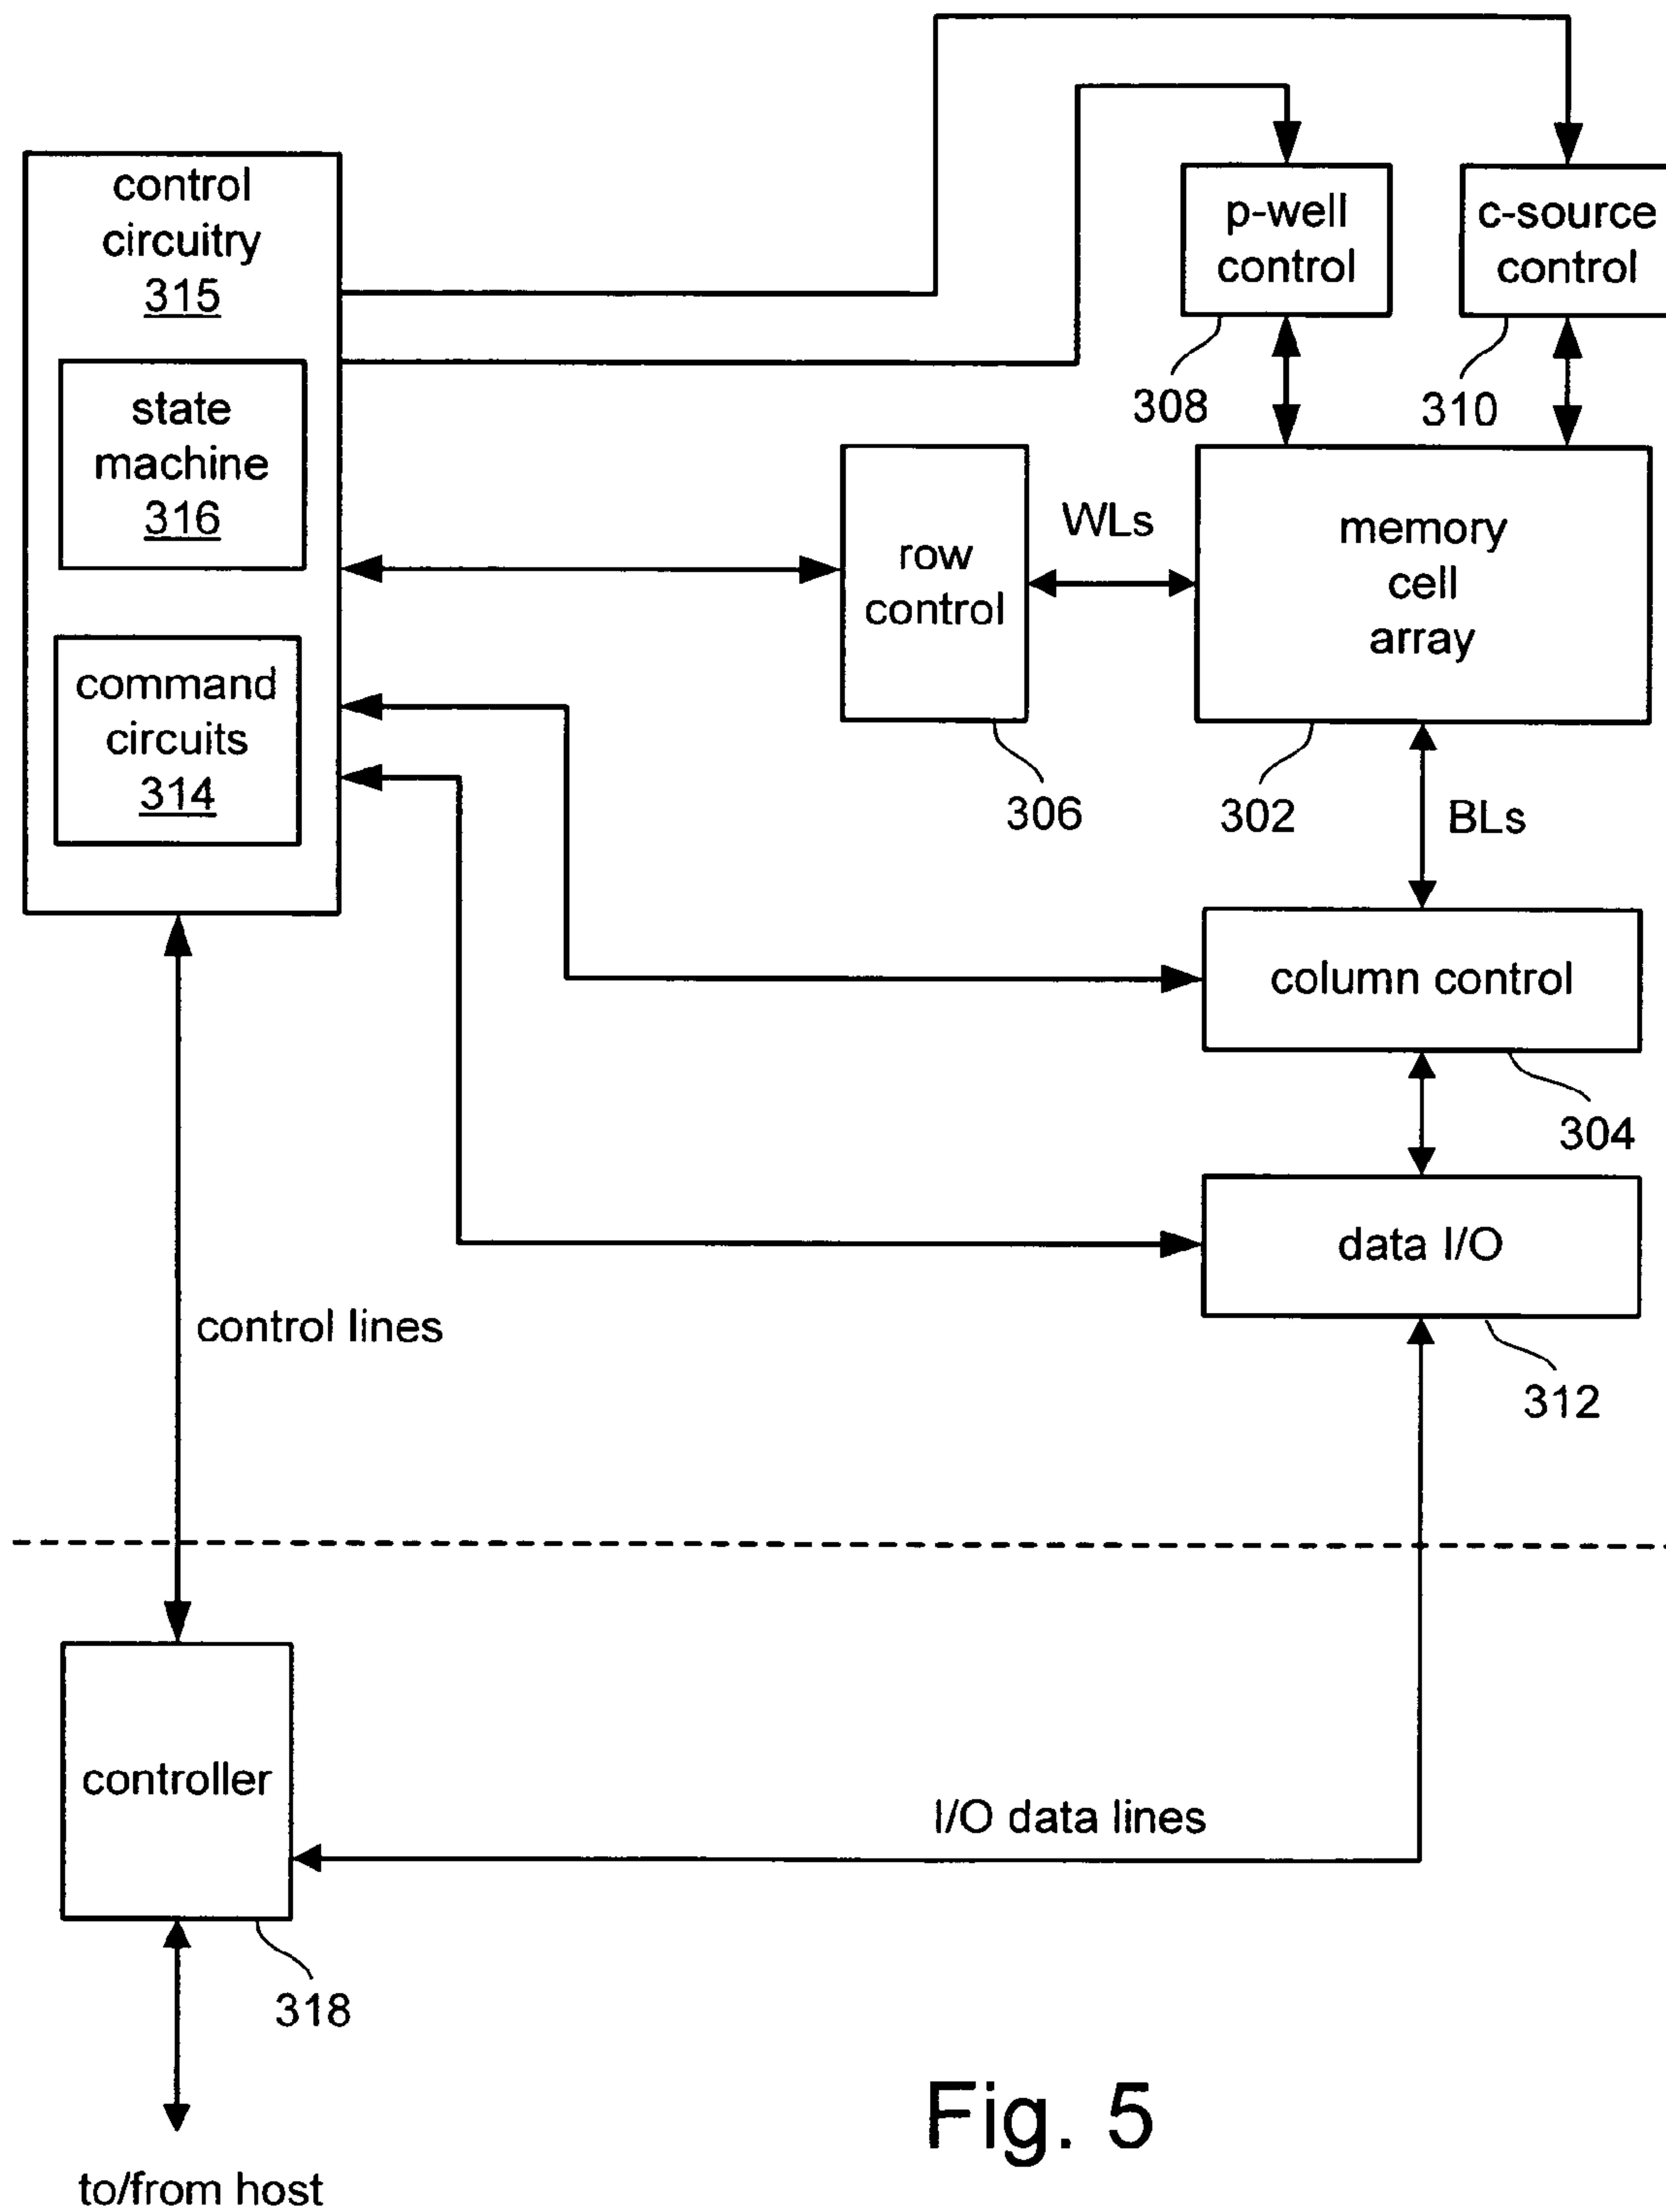 control
circuitry
315
state
machine
316
command
circuits
314
p-well
control
308
c-source
control
310
row
control
306
WLs
memory
cell
array
302
BLs
column control
304
data I/O
312
control lines
controller
318
I/O data lines
to/from host
Fig. 5